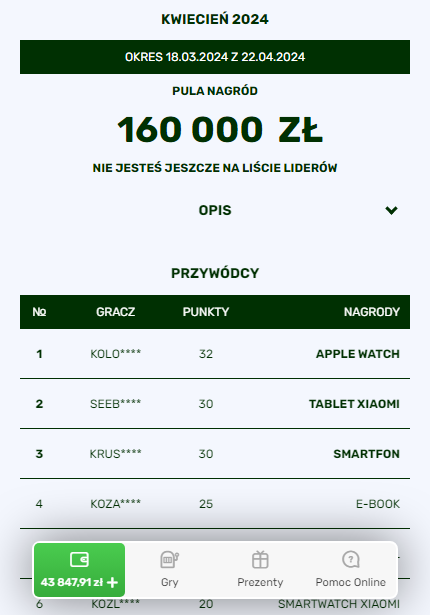 KWIECIEŃ 2024
OKRES 18.03.2024 Z 22.04.2024
PULA NAGRÓD
160 000 ZŁ
NIE JESTEŚ JESZCZE NA LIŚCIE LIDERÓW
OPIS
PRZYWÓDCY
№ GRACZ PUNKTY NAGRODY
1 KOLO**** 32 APPLE WATCH
2 SEEB**** 30 TABLET XIAOMI
3 KRUS**** 30 SMARTFON
4 KOZA**** 25 E-BOOK
43 847,91 zł + Gry Prezenty Pomoc Online
6 KOZL**** 20 SMARTWATCH XIAOMI